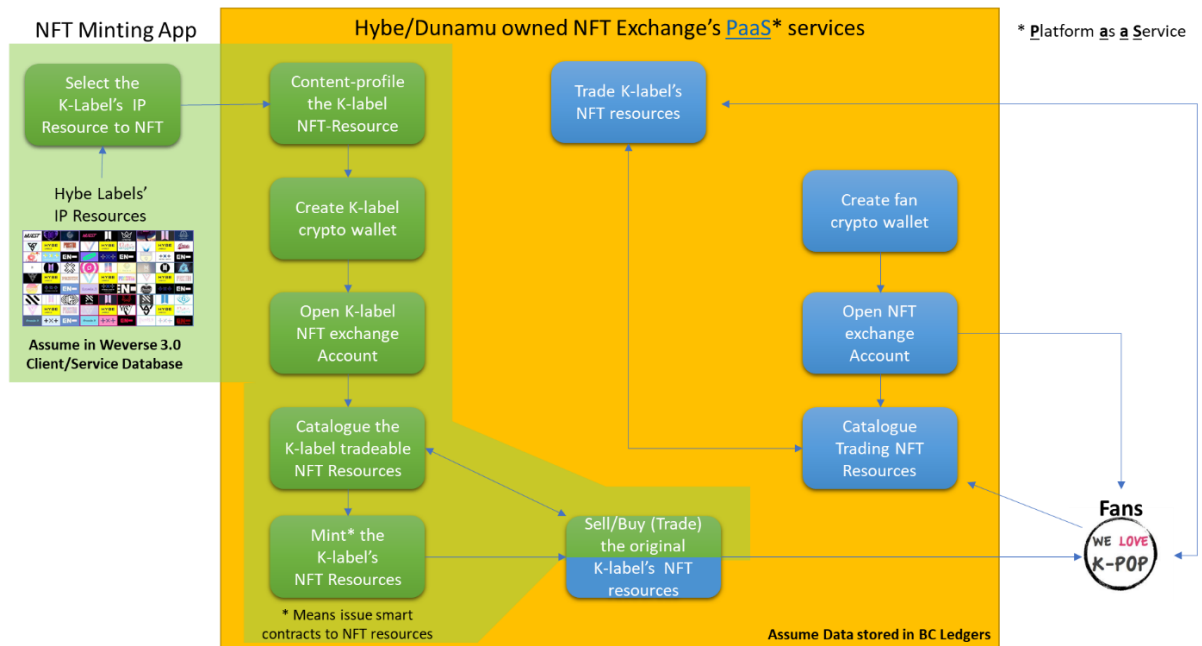 NFT Minting App
Hybe/Dunamu owned NFT Exchange's PaaS* services
* Platform as a Service
Select the
K-Label's IP
Resource to NFT
Hybe Labels'
IP Resources
Assume in Weverse 3.0
Client/Service Database
Content-profile
the K-label
NFT-Resource
Create K-label
crypto wallet
Open K-label
NFT exchange
Account
Catalogue the
K-label tradeable
NFT Resources
Mint* the
K-label's
NFT Resources
* Means issue smart
contracts to NFT resources
Trade K-label's
NFT resources
Sell/Buy (Trade)
the original
K-label's NFT
resources
Create fan
crypto wallet
Open NFT
exchange
Account
Catalogue
Trading NFT
Resources
Fans
WE LOVE
K-POP
Assume Data stored in BC Ledgers